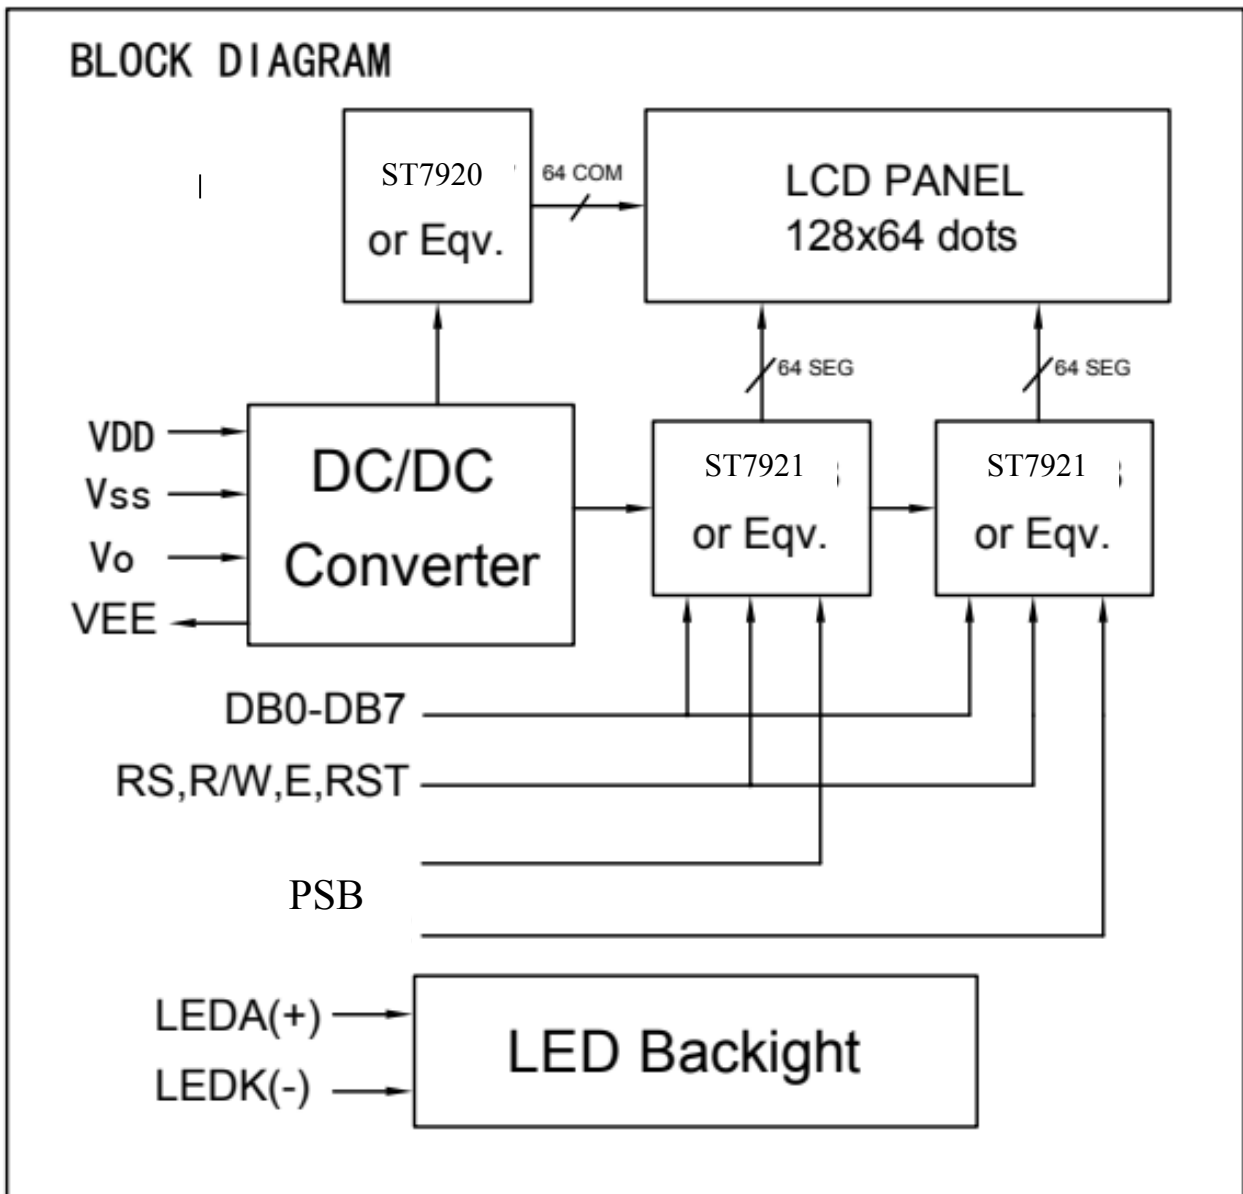 BLOCK DIAGRAM
ST7920
or Eqv.
64 COM
LCD PANEL
128x64 dots
64 SEG
64 SEG
VDD
Vss
Vo
VEE
DC/DC
Converter
ST7921
or Eqv.
ST7921
or Eqv.
DB0-DB7
RS,R/W,E,RST
PSB
LEDA(+)
LEDK(-)
LED Backight